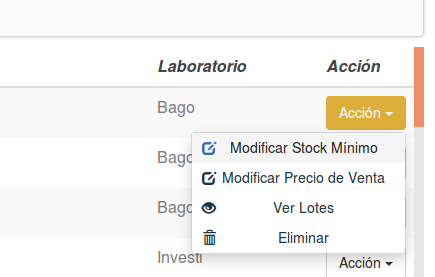 Laboratorio Acción
Bago Acción
Modificar Stock Mínimo
Bago
Modificar Precio de Venta
Bago Ver Lotes
Eliminar
Investi Acción